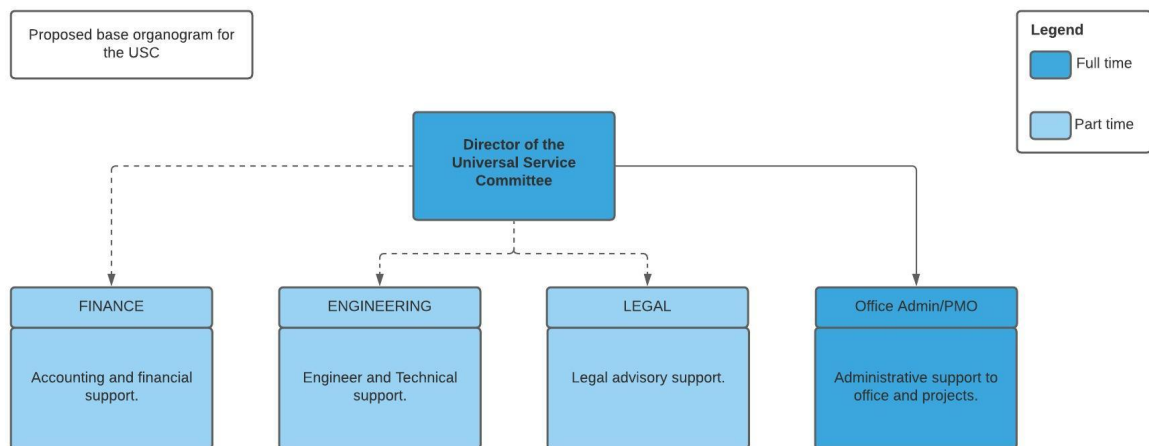 Proposed base organogram for
the USC
Legend
Full time
Part time
Director of the
Universal Service
Committee
FINANCE
ENGINEERING
LEGAL
Office Admin/PMO
Accounting and financial
support.
Engineer and Technical
support.
Legal advisory support.
Administrative support to
office and projects.